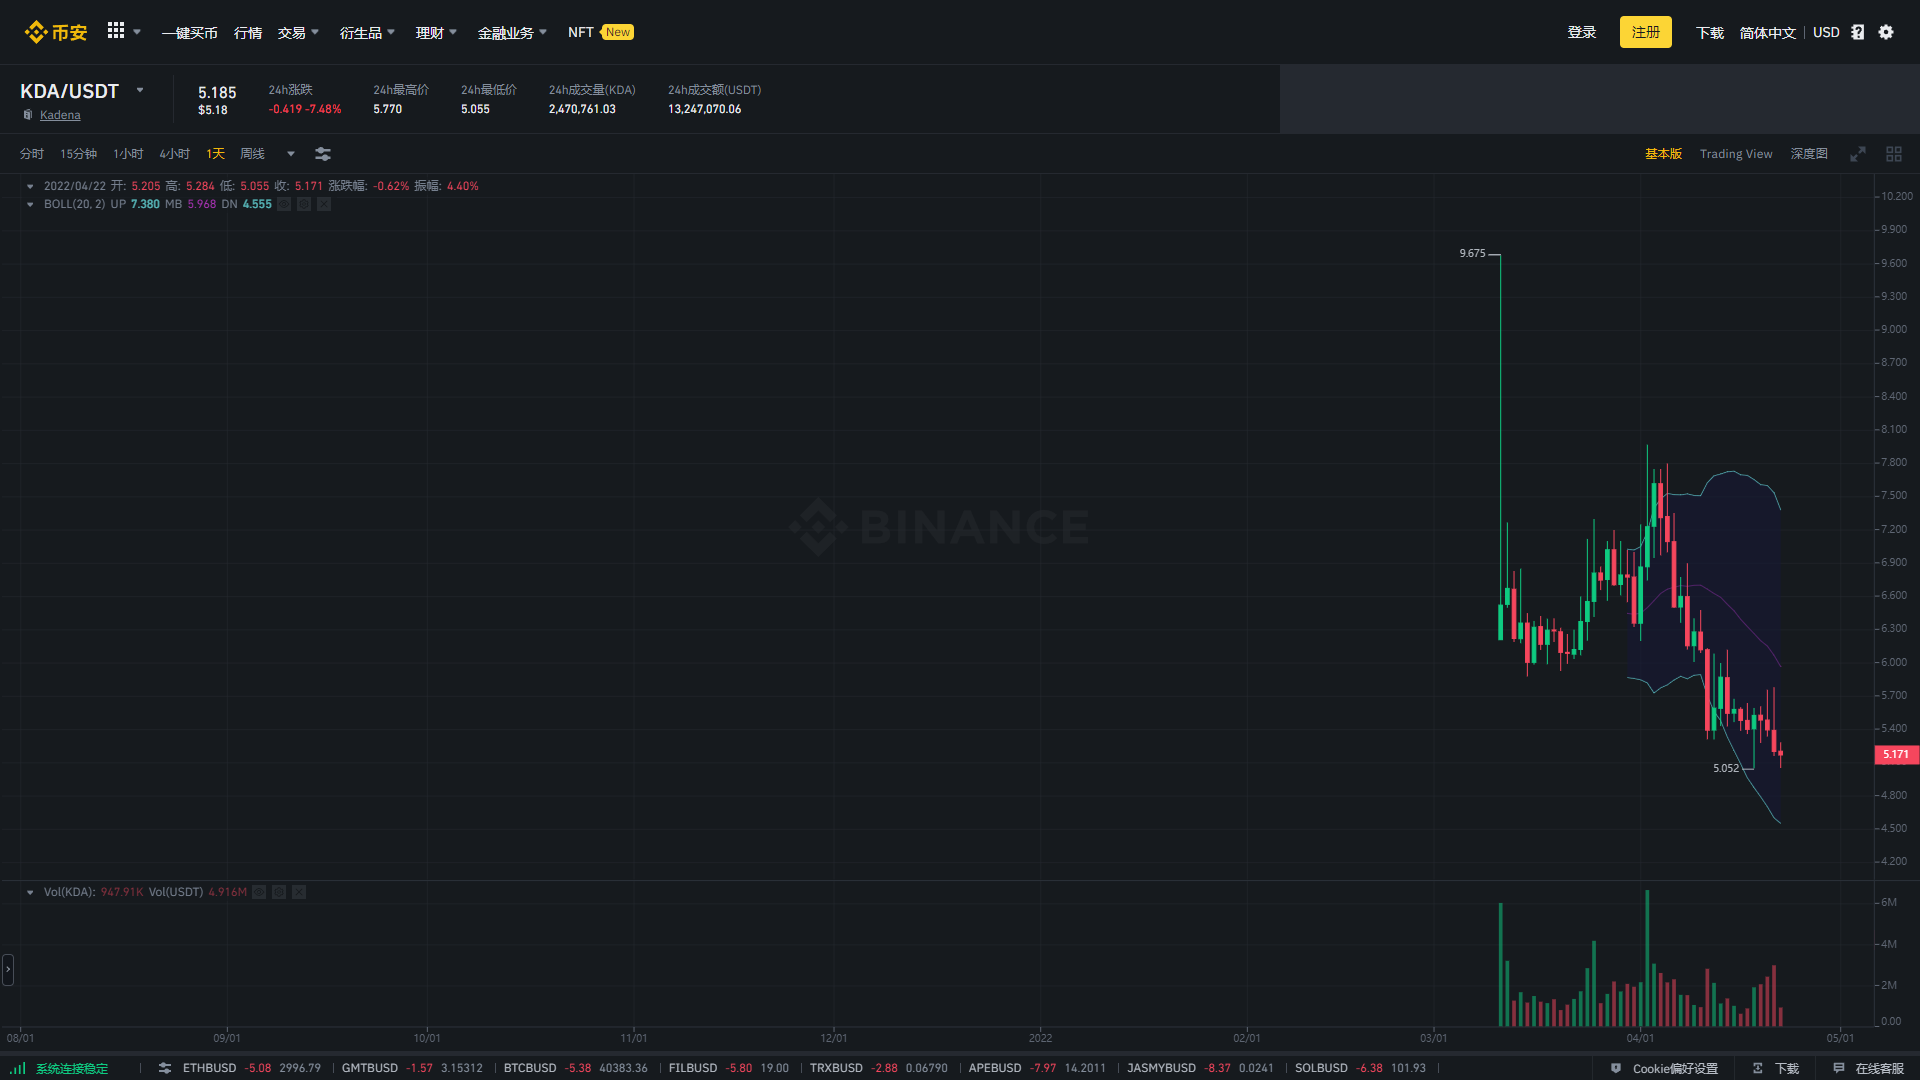 币安 一键买币 行情 交易 衍生品 理财 金融业务 NFT New 登录 注册 下载 简体中文 USD
KDA/USDT
Kadena
5.185
$5.18
24h涨跌
-0.419 -7.48%
24h最高价
5.770
24h最低价
5.055
24h成交量(KDA)
2,470,761.03
24h成交额(USDT)
13,247,070.06
分时 15分钟 1小时 4小时 1天 周线 基本版 Trading View 深度图
2022/04/22 开: 5.205 高: 5.284 低: 5.055 收: 5.171 涨跌幅: -0.62% 振幅: 4.40%
BOLL(20, 2) UP 7.380 MB 5.968 DN 4.555
10.200
9.900
9.675
9.600
9.300
9.000
8.700
8.400
8.100
7.800
7.500
BINANCE
7.200
6.900
6.600
6.300
6.000
5.700
5.400
5.171
5.052
4.800
4.500
4.200
Vol(KDA): 947.91K Vol(USDT) 4.916M
6M
4M
2M
0.00
08/01 09/01 10/01 11/01 12/01 2022 02/01 03/01 04/01 05/01
系统连接稳定 ETHBUSD -5.08 2996.79 GMTBUSD -1.57 3.15312 BTCBUSD -5.38 40383.36 FILBUSD -5.80 19.00 TRXBUSD -2.88 0.06790 APEBUSD -7.97 14.2011 JASMYBUSD -8.37 0.0241 SOLBUSD -6.38 101.93 Cookie偏好设置 下载 在线客服